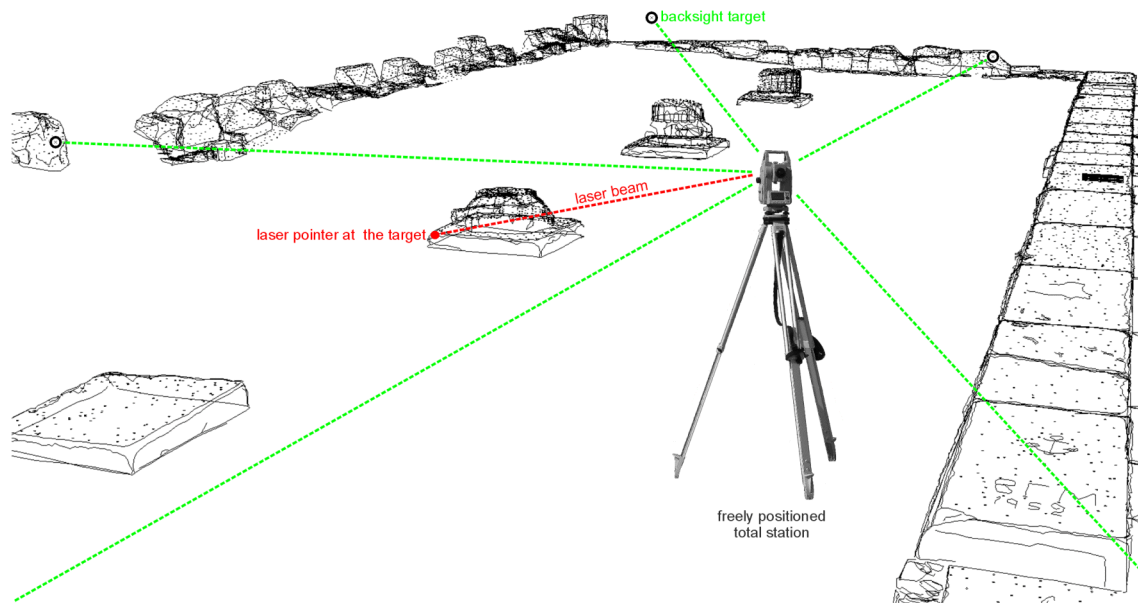 backsight target
laser beam
laser pointer at the target
freely positioned
total station